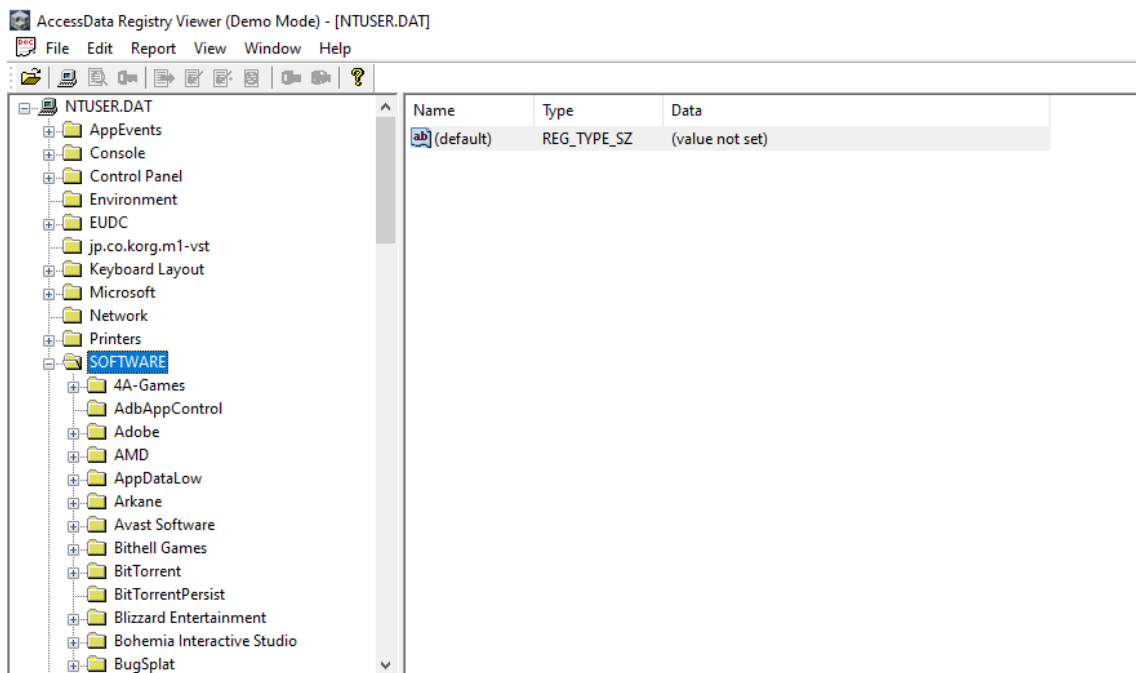 AccessData Registry Viewer (Demo Mode) - [NTUSER.DAT]
File Edit Report View Window Help
NTUSER.DAT
AppEvents
Console
Control Panel
Environment
EUDC
jp.co.korg.m1-vst
Keyboard Layout
Microsoft
Network
Printers
SOFTWARE
4A-Games
AdbAppControl
Adobe
AMD
AppDataLow
Arkane
Avast Software
Bithell Games
BitTorrent
BitTorrentPersist
Blizzard Entertainment
Bohemia Interactive Studio
BugSplat
Name Type Data
(default) REG_TYPE_SZ (value not set)